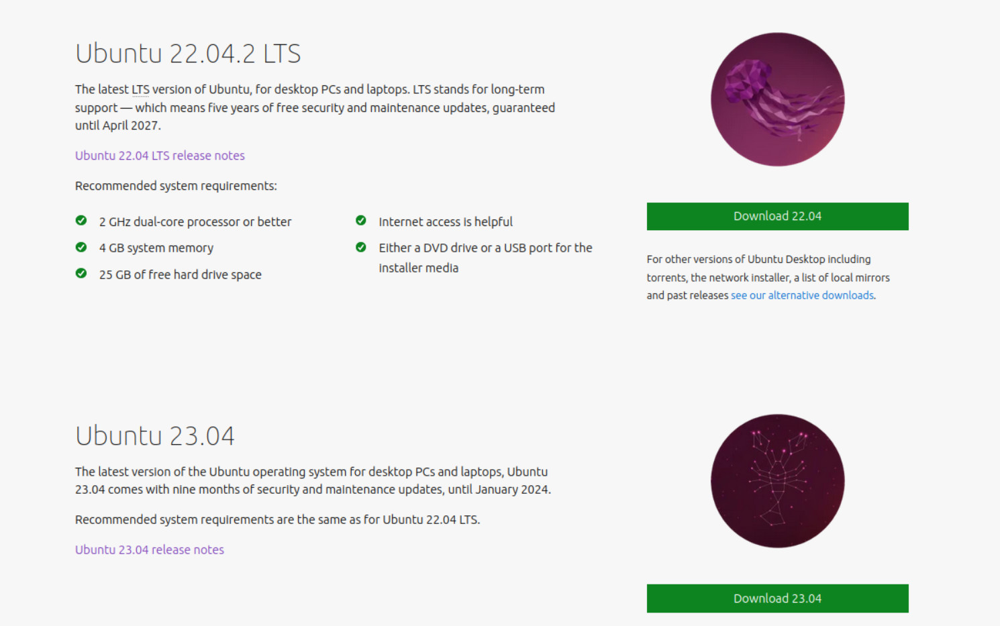 Ubuntu 22.04.2 LTS
The latest LTS version of Ubuntu, for desktop PCs and laptops. LTS stands for long-term
support — which means five years of free security and maintenance updates, guaranteed
until April 2027.
Ubuntu 22.04 LTS release notes
Recommended system requirements:
2 GHz dual-core processor or better
4 GB system memory
25 GB of free hard drive space
Internet access is helpful
Either a DVD drive or a USB port for the
installer media
Download 22.04
For other versions of Ubuntu Desktop including
torrents, the network installer, a list of local mirrors
and past releases see our alternative downloads.
Ubuntu 23.04
The latest version of the Ubuntu operating system for desktop PCs and laptops, Ubuntu
23.04 comes with nine months of security and maintenance updates, until January 2024.
Recommended system requirements are the same as for Ubuntu 22.04 LTS.
Ubuntu 23.04 release notes
Download 23.04